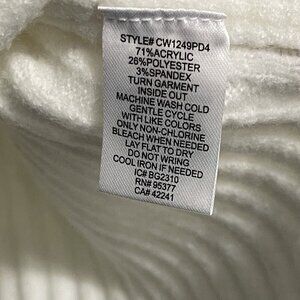 STYLE# CW1249PD4
71%ACRYLIC
26%POLYESTER
3%SPANDEX
TURN GARMENT
INSIDE OUT
MACHINE WASH COLD
GENTLE CYCLE
WITH LIKE COLORS
ONLY NON-CHLORINE
BLEACH WHEN NEEDED
LAY FLAT TO DRY
DO NOT WRING
COOL IRON IF NEEDED
IC# BG2310
RN# 95377
CA# 42241